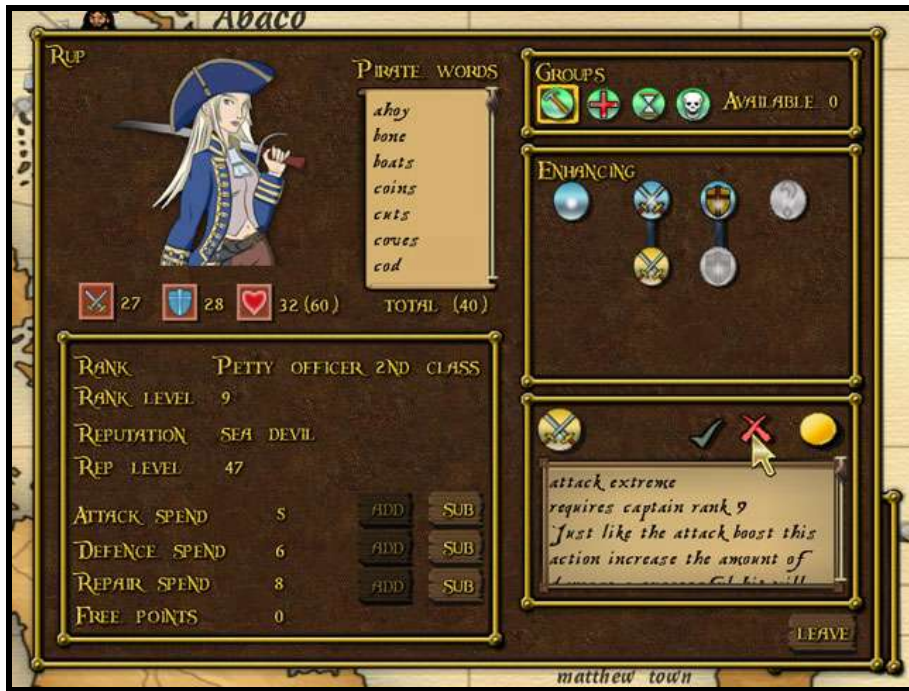 Abaco
Rup
Pirate words
ahoy
bone
boats
coins
cuts
coves
cod
Total (40)
27
28
32 (60)
Groups
Available 0
Enhancing
Rank Petty officer 2nd class
Rank level 9
Reputation Sea devil
Rep level 47
Attack spend 5 Add Sub
Defence spend 6 Add Sub
Repair spend 8 Add Sub
Free points 0
attack extreme
requires captain rank 9
Just like the attack boost this
action increase the amount of
Leave
matthew town